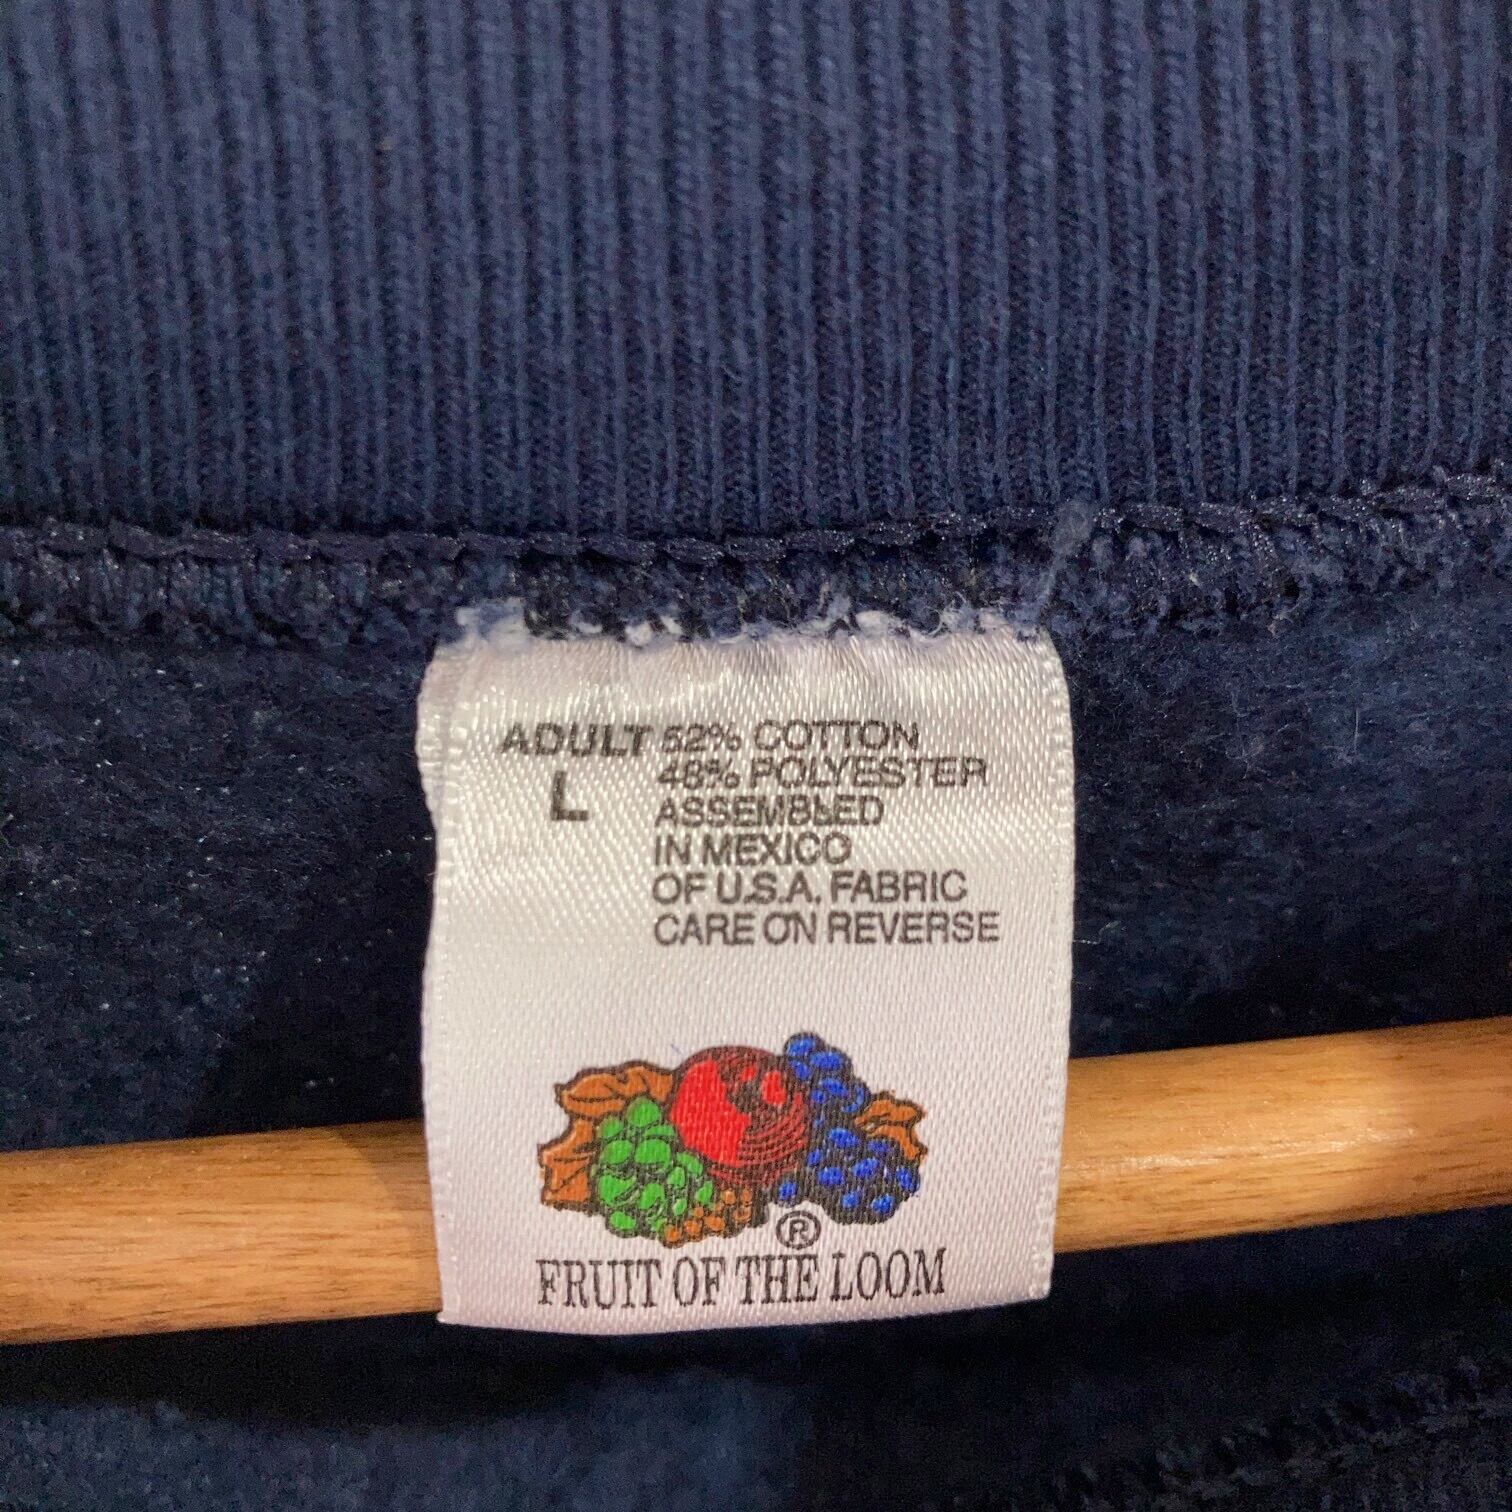 ADULT
L
52% COTTON
48% POLYESTER
ASSEMBLED
IN MEXICO
OF U.S.A. FABRIC
CARE ON REVERSE
®
FRUIT OF THE LOOM